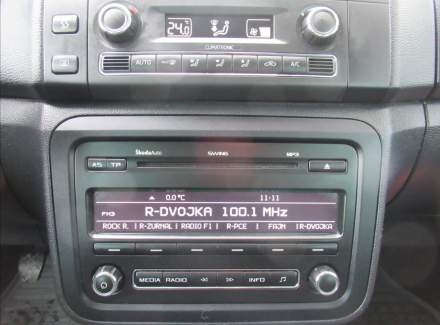 24.0
CLIMATRONIC
AUTO A/C
ŠkodaAuto SWING MP3
AS TP
0.0°C 11:11
FM3 R-DVOJKA 100.1 MHz
ROCK R. R-ZURNAL RADIO F1 R-PCE FAJN R-DVOJKA
MEDIA RADIO INFO